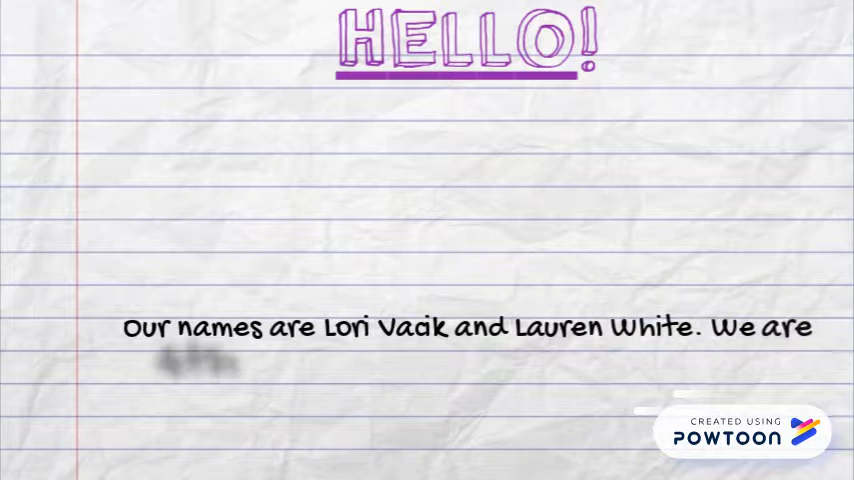 HELLO!
Our names are Lori Vacik and Lauren White. We are
CREATED USING
POWTOON